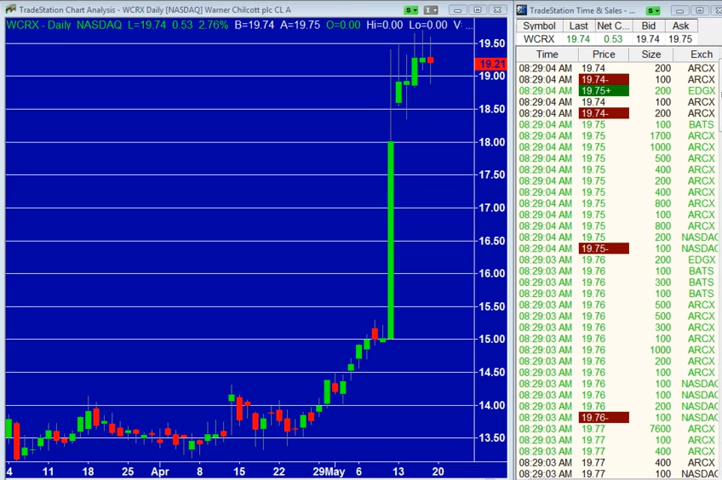 TradeStation Chart Analysis - WCRX Daily [NASDAQ] Warner Chilcott plc CL A
WCRX - Daily NASDAQ L=19.74 0.53 2.76% B=19.74 A=19.75 O=0.00 Hi=0.00 Lo=0.00 V ...
19.50
19.21
19.00
18.50
18.00
17.50
17.00
16.50
16.00
15.50
15.00
14.50
14.00
13.50
4 11 18 25 Apr 8 15 22 29May 6 13 20
TradeStation Time & Sales - ...
Symbol Last Net C... Bid Ask
WCRX 19.74 0.53 19.74 19.75
Time Price Size Exch
08:29:04 AM 19.74 200 ARCX
08:29:04 AM 19.74- 100 ARCX
08:29:04 AM 19.75+ 200 EDGX
08:29:04 AM 19.74 100 ARCX
08:29:04 AM 19.74- 200 ARCX
08:29:04 AM 19.75 100 BATS
08:29:04 AM 19.75 1700 ARCX
08:29:04 AM 19.75 1000 ARCX
08:29:04 AM 19.75 500 ARCX
08:29:04 AM 19.75 400 ARCX
08:29:04 AM 19.75 200 ARCX
08:29:04 AM 19.75 800 ARCX
08:29:04 AM 19.75 100 ARCX
08:29:04 AM 19.75 800 ARCX
08:29:04 AM 19.75 200 NASDAQ
08:29:04 AM 19.75- 100 NASDAQ
08:29:03 AM 19.76 200 EDGX
08:29:03 AM 19.76 100 BATS
08:29:03 AM 19.76 300 BATS
08:29:03 AM 19.76 100 BATS
08:29:03 AM 19.76 500 ARCX
08:29:03 AM 19.76 500 ARCX
08:29:03 AM 19.76 300 ARCX
08:29:03 AM 19.76 100 ARCX
08:29:03 AM 19.76 1000 ARCX
08:29:03 AM 19.76 200 ARCX
08:29:03 AM 19.76 400 ARCX
08:29:03 AM 19.76 100 NASDAQ
08:29:03 AM 19.76 100 NASDAQ
08:29:03 AM 19.76 200 EDGX
08:29:03 AM 19.76- 100 NASDAQ
08:29:03 AM 19.77 7600 ARCX
08:29:03 AM 19.77 100 ARCX
08:29:03 AM 19.77 400 ARCX
08:29:03 AM 19.77 400 ARCX
08:29:03 AM 19.77 100 NASDAQ